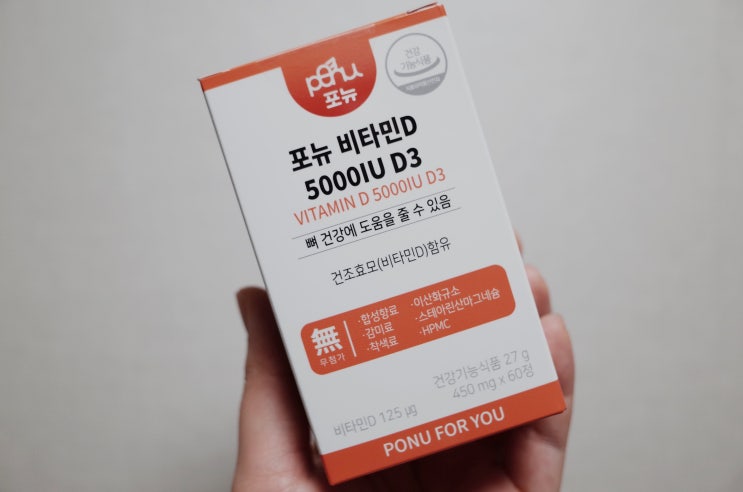 ponu
포뉴
건강
기능식품
포뉴 비타민D
5000IU D3
VITAMIN D 5000IU D3
뼈 건강에 도움을 줄 수 있음
건조효모(비타민D)함유
無
무첨가
·합성향료
·감미료
·착색료
·이산화규소
·스테아린산마그네슘
·HPMC
건강기능식품 27 g
450 mg x 60정
비타민D 125 ㎍
PONU FOR YOU